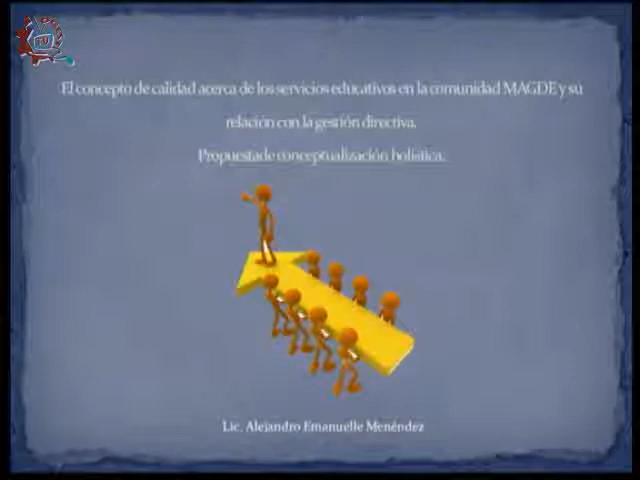 TV
El concepto de calidad acerca de los servicios educativos en la comunidad MAGDE y su
relación con la gestión directiva.
Propuesta de conceptualización holística.
Lic. Alejandro Emanuelle Menéndez